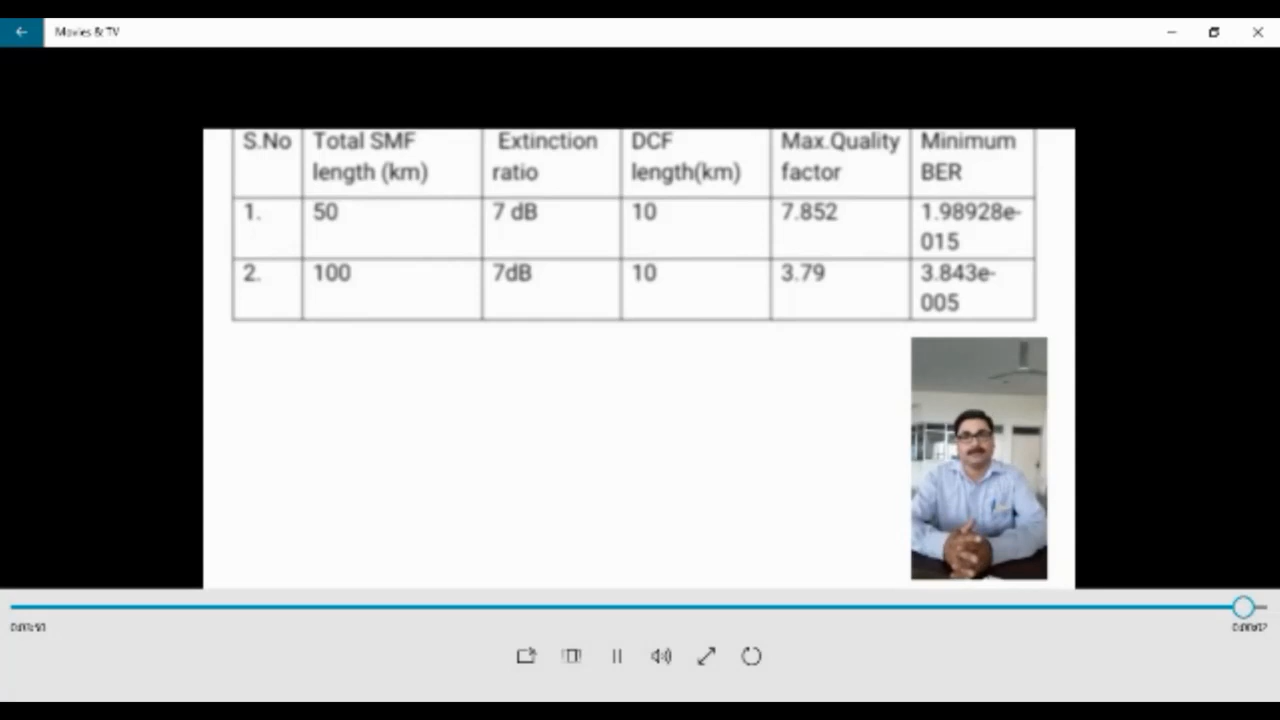 Movies & TV
S.No Total SMF length (km) Extinction ratio DCF length(km) Max.Quality factor Minimum BER
1. 50 7 dB 10 7.852 1.98928e-015
2. 100 7dB 10 3.79 3.843e-005